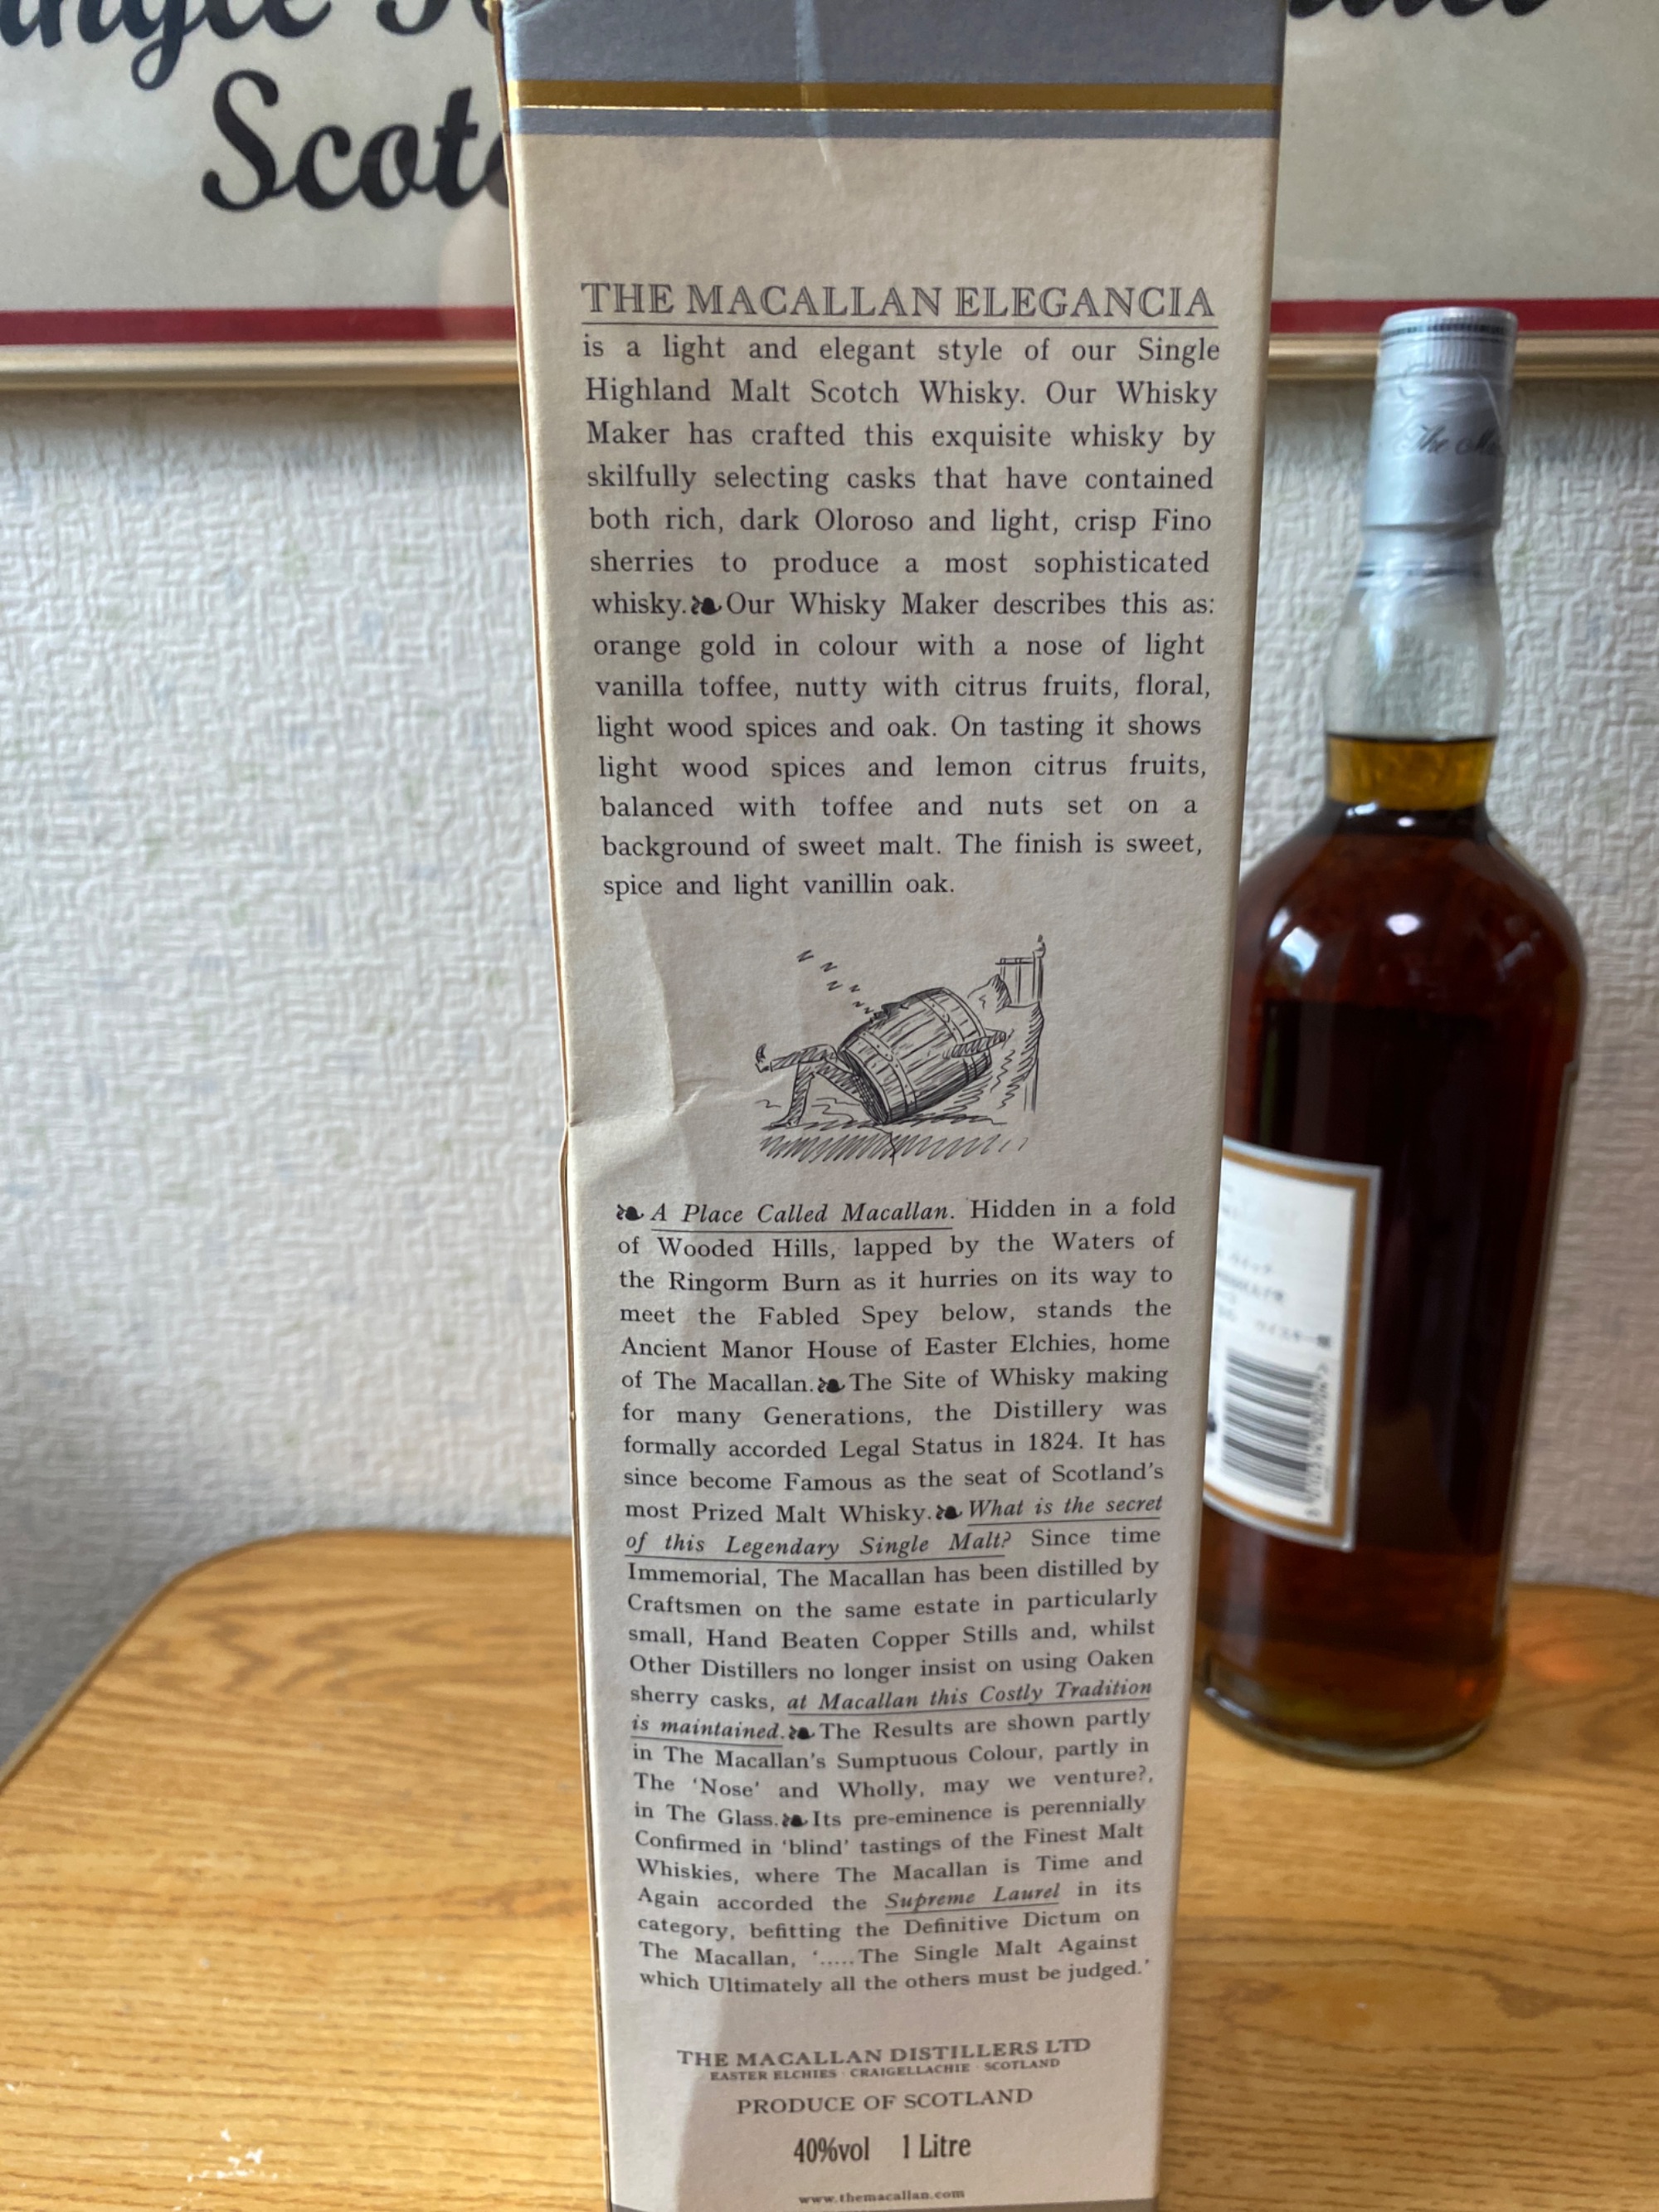 Scotc
THE MACALLAN ELEGANCIA
is a light and elegant style of our Single
Highland Malt Scotch Whisky. Our Whisky
Maker has crafted this exquisite whisky by
skilfully selecting casks that have contained
both rich, dark Oloroso and light, crisp Fino
sherries to produce a most sophisticated
whisky.❧Our Whisky Maker describes this as:
orange gold in colour with a nose of light
vanilla toffee, nutty with citrus fruits, floral,
light wood spices and oak. On tasting it shows
light wood spices and lemon citrus fruits,
balanced with toffee and nuts set on a
background of sweet malt. The finish is sweet,
spice and light vanillin oak.
❧A Place Called Macallan. Hidden in a fold
of Wooded Hills, lapped by the Waters of
the Ringorm Burn as it hurries on its way to
meet the Fabled Spey below, stands the
Ancient Manor House of Easter Elchies, home
of The Macallan.❧The Site of Whisky making
for many Generations, the Distillery was
formally accorded Legal Status in 1824. It has
since become Famous as the seat of Scotland's
most Prized Malt Whisky.❧What is the secret
of this Legendary Single Malt? Since time
Immemorial, The Macallan has been distilled by
Craftsmen on the same estate in particularly
small, Hand Beaten Copper Stills and, whilst
Other Distillers no longer insist on using Oaken
sherry casks, at Macallan this Costly Tradition
is maintained.❧The Results are shown partly
in The Macallan's Sumptuous Colour, partly in
The 'Nose' and Wholly, may we venture?,
in The Glass.❧Its pre-eminence is perennially
Confirmed in 'blind' tastings of the Finest Malt
Whiskies, where The Macallan is Time and
Again accorded the Supreme Laurel in its
category, befitting the Definitive Dictum on
The Macallan, '.....The Single Malt Against
which Ultimately all the others must be judged.'
THE MACALLAN DISTILLERS LTD
EASTER ELCHIES · CRAIGELLACHIE · SCOTLAND
PRODUCE OF SCOTLAND
40%vol 1 Litre
www.themacallan.com
The